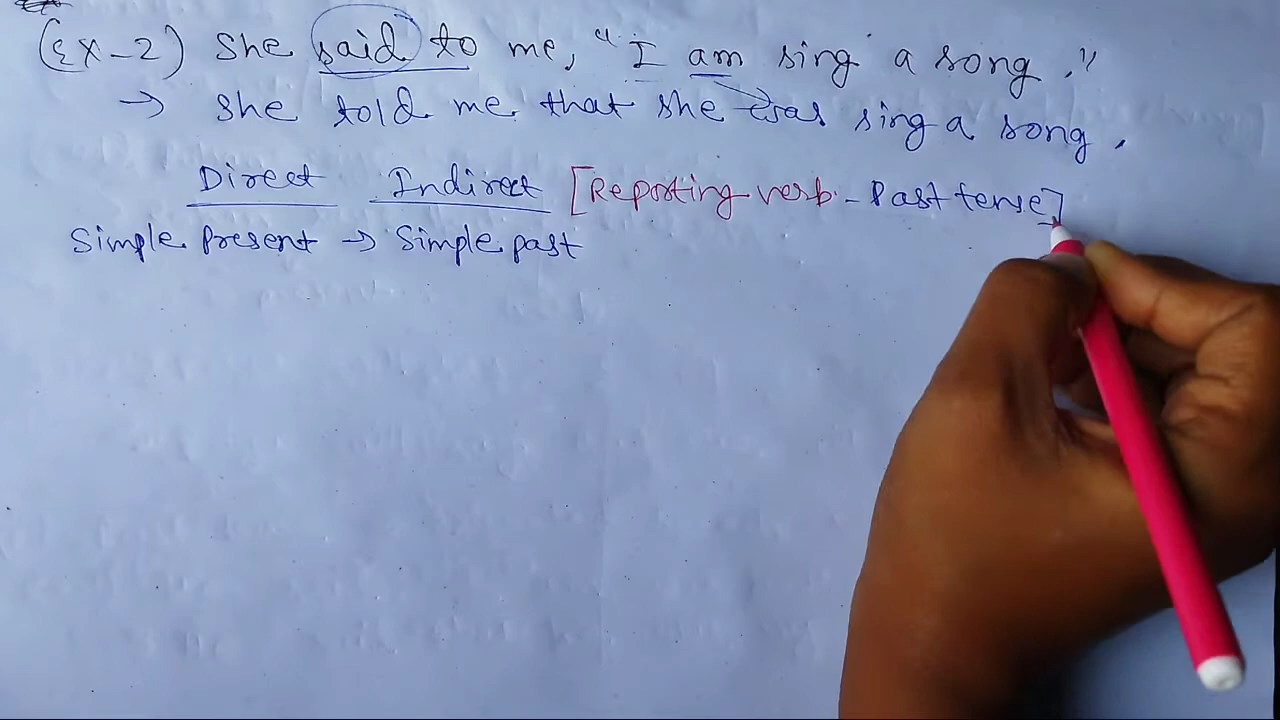 (Ex-2) She said to me, "I am sing a song."
→ She told me that she was sing a song.
Direct Indirect [Reporting verb - Past tense]
Simple Present → Simple past